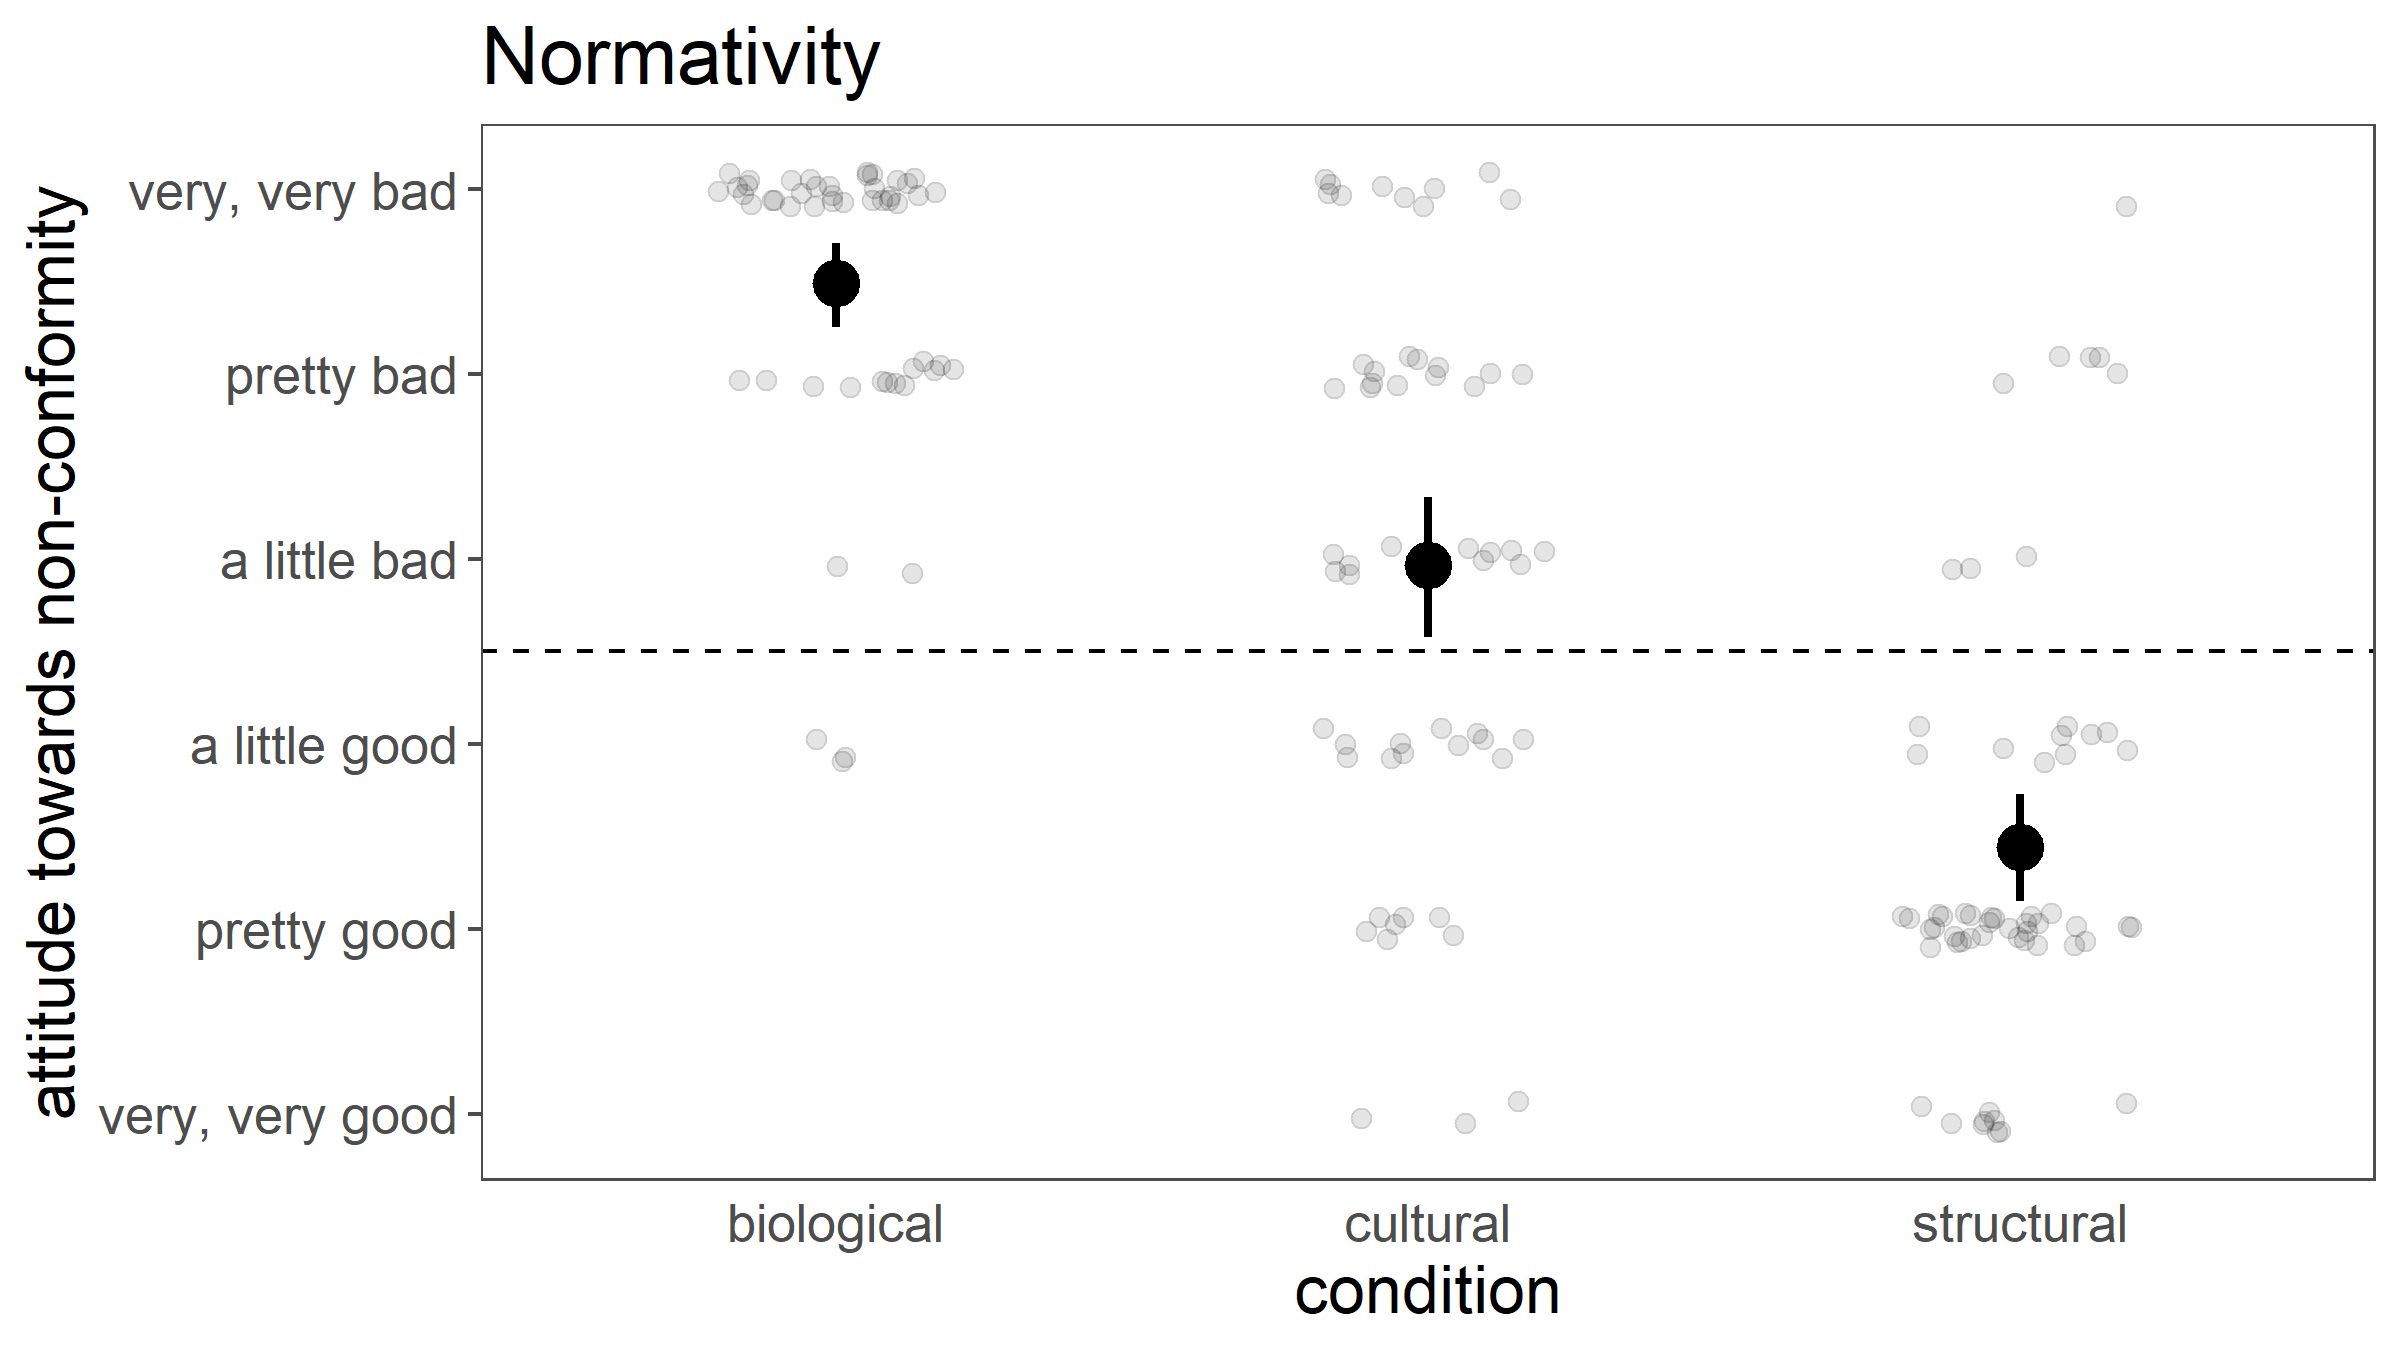 Normativity
attitude towards non-conformity
very, very bad
pretty bad
a little bad
a little good
pretty good
very, very good
biological
cultural
structural
condition